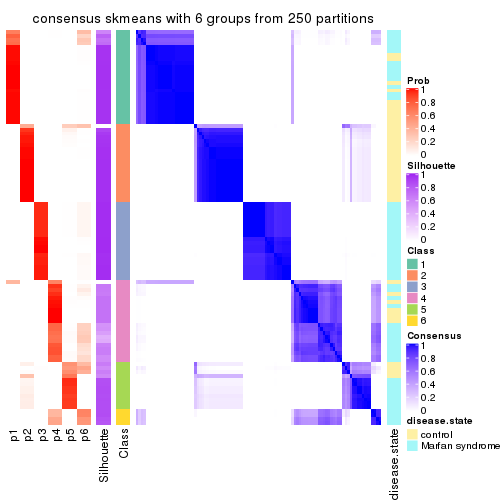 consensus skmeans with 6 groups from 250 partitions
Prob
1
0.8
0.6
0.4
0.2
0
Silhouette
1
0.8
0.6
0.4
0.2
0
Class
1
2
3
4
5
6
Consensus
1
0.8
0.6
0.4
0.2
0
disease.state
control
Marfan syndrome
p1
p2
p3
p4
p5
p6
Silhouette
Class
disease.state